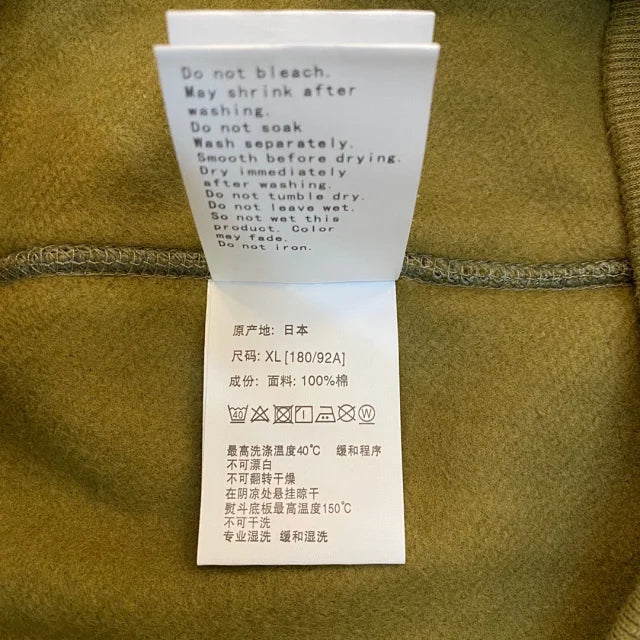 Do not bleach.
May shrink after
washing.
Do not soak
Wash separately.
Smooth before drying.
Dry immediately
after washing.
Do not tumble dry.
Do not leave wet.
So not wet this
product. Color
may fade.
Do not iron.
原产地: 日本
尺码: XL [180/92A]
成份: 面料: 100%棉
40 W
最高洗涤温度40℃ 缓和程序
不可漂白
不可翻转干燥
在阴凉处悬挂晾干
熨斗底板最高温度150℃
不可干洗
专业湿洗 缓和湿洗